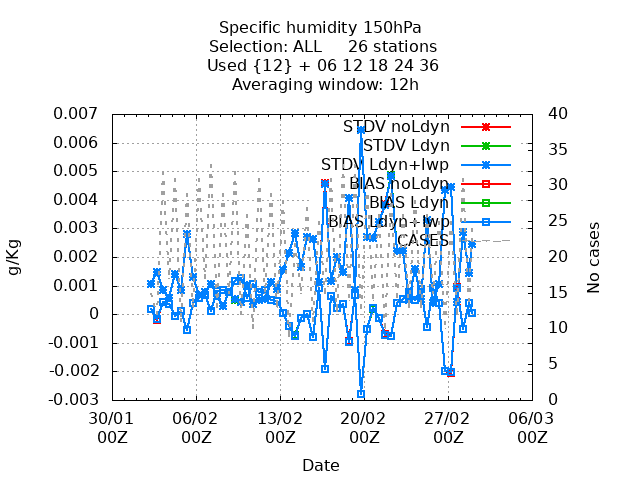 Specific humidity 150hPa
Selection: ALL 26 stations
Used {12} + 06 12 18 24 36
Averaging window: 12h
g/Kg
No cases
0.007
0.006
0.005
0.004
0.003
0.002
0.001
0
-0.001
-0.002
-0.003
40
35
30
25
20
15
10
5
0
STDV noLdyn
STDV Ldyn
STDV Ldyn+lwp
BIAS noLdyn
BIAS Ldyn
BIAS Ldyn+lwp
CASES
30/01 06/02 13/02 20/02 27/02 06/03
00Z 00Z 00Z 00Z 00Z 00Z
Date